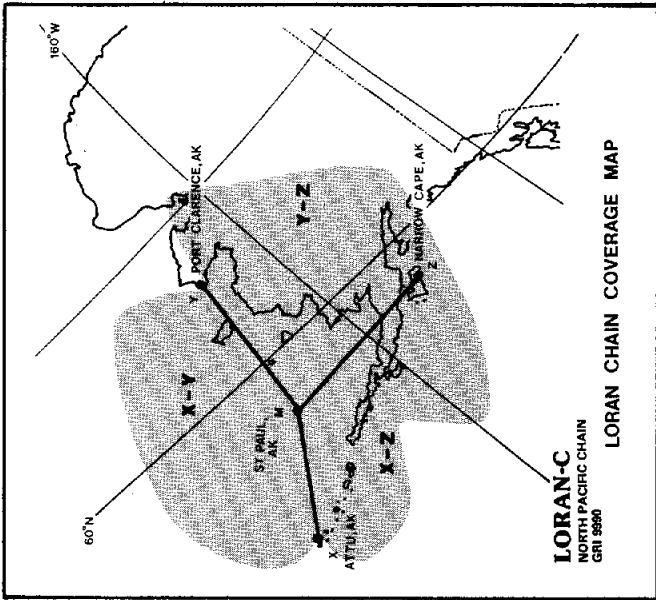 160°W
60°N
PORT CLARENCE, AK
Y
X-Y
Y-Z
ST PAUL,
AK
M
NARROW CAPE, AK
Z
X-Z
X
ATTU, AK
LORAN-C
NORTH PACIFIC CHAIN
GRI 9990
LORAN CHAIN COVERAGE MAP